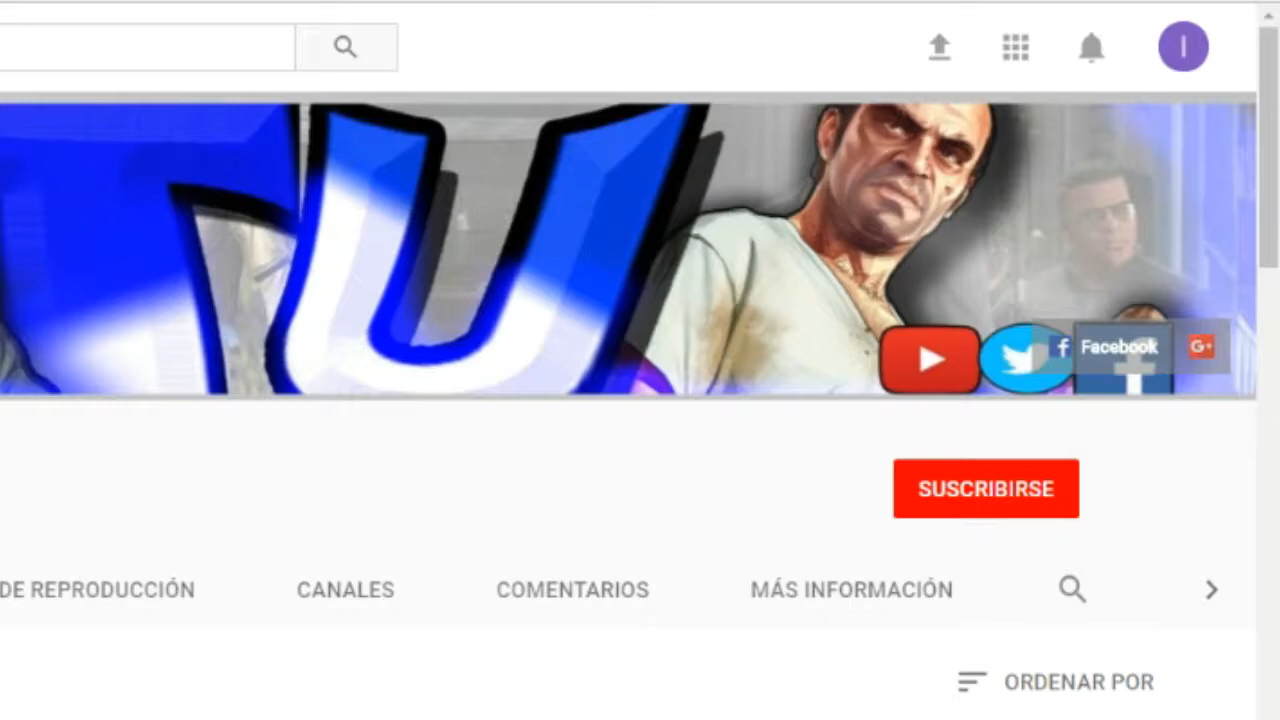 I
U
Facebook
G+
SUSCRIBIRSE
DE REPRODUCCIÓN CANALES COMENTARIOS MÁS INFORMACIÓN
ORDENAR POR